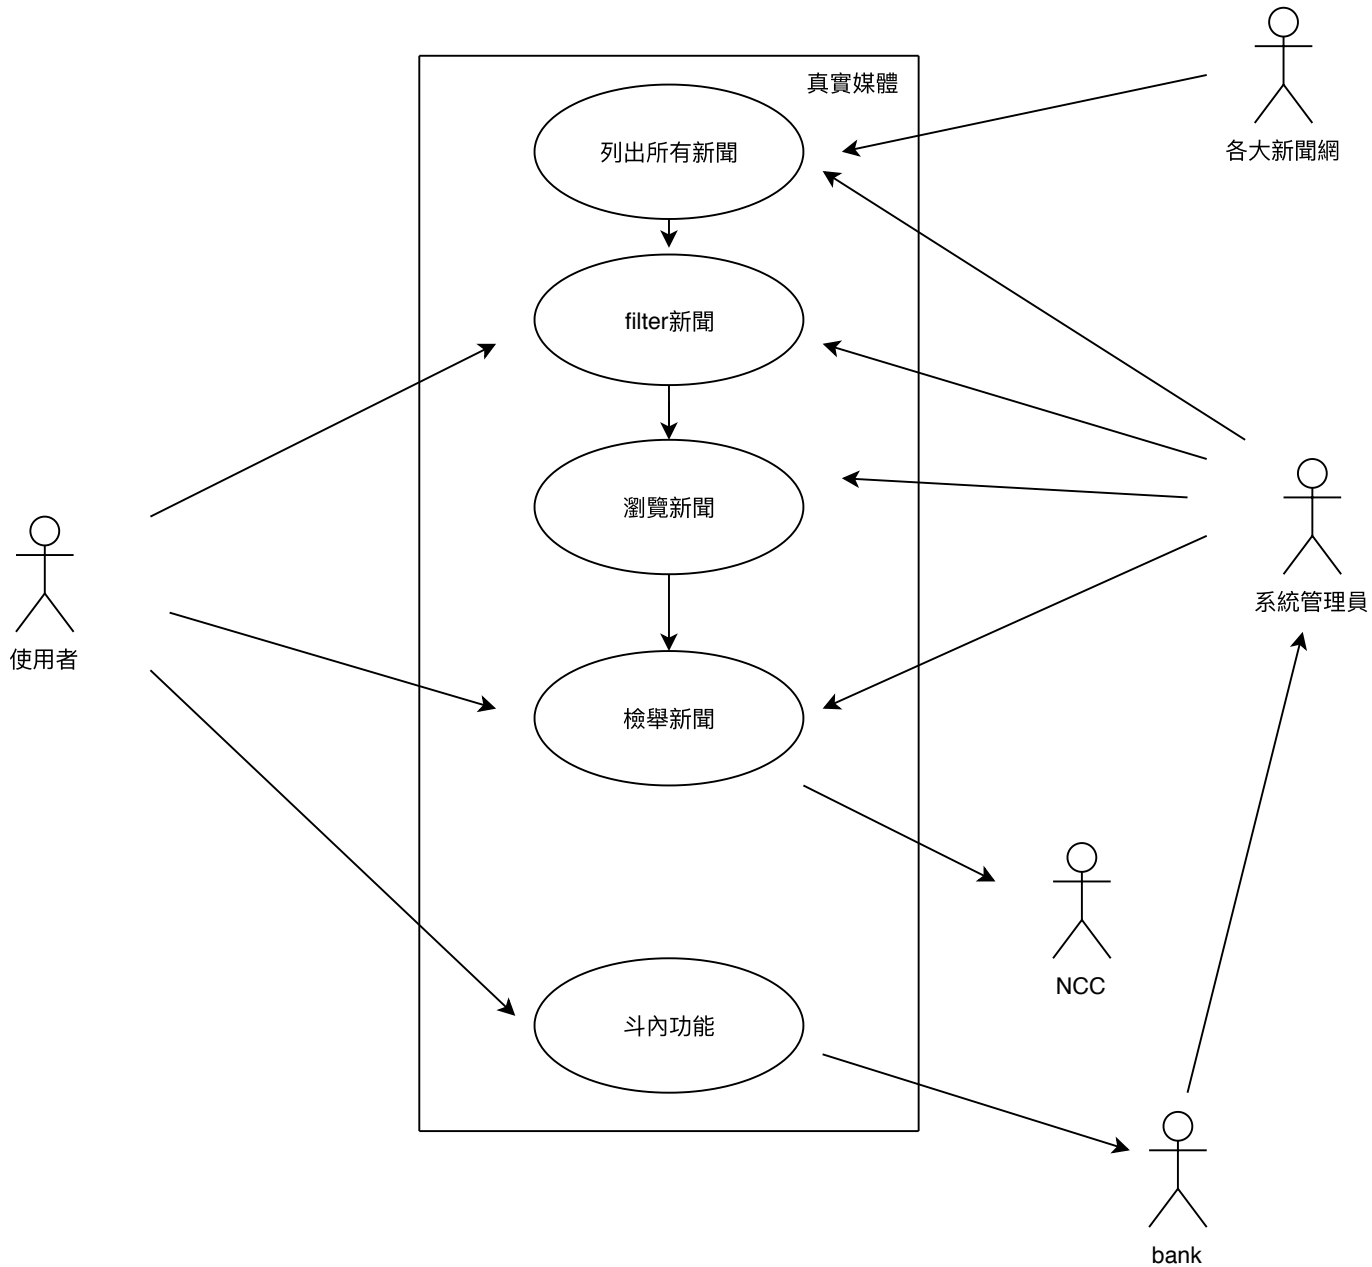 真實媒體
列出所有新聞
各大新聞網
filter新聞
瀏覽新聞
系統管理員
使用者
檢舉新聞
NCC
斗內功能
bank